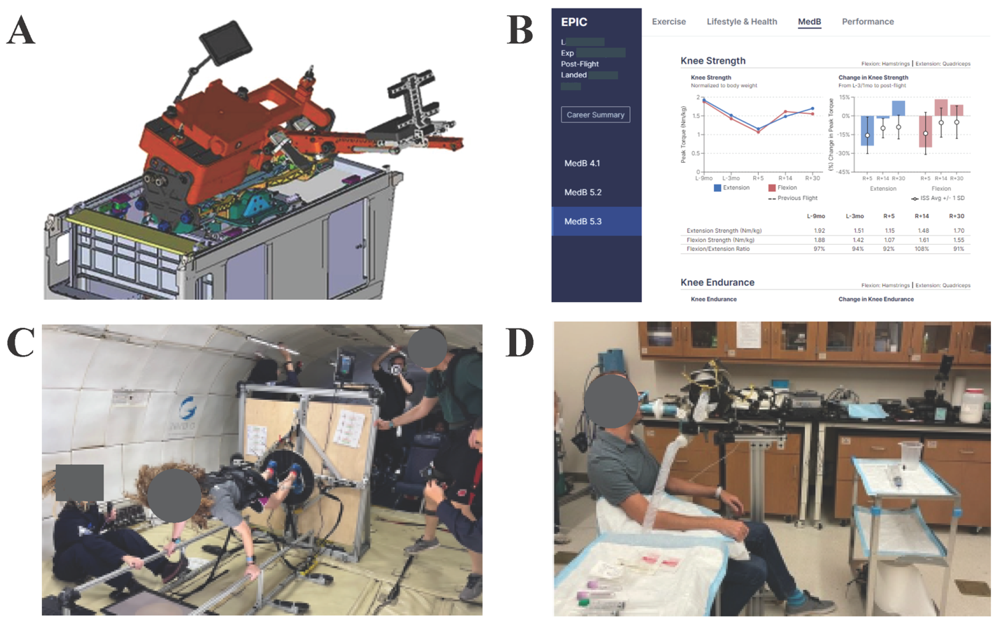 A
B
EPIC
L
Exp
Post-Flight
Landed
Career Summary
MedB 4.1
MedB 5.2
MedB 5.3
Exercise Lifestyle & Health MedB Performance
Knee Strength Flexion: Hamstrings | Extension: Quadriceps
Knee Strength
Normalized to body weight
Peak Torque (Nm/kg)
2
1.5
1
0.5
0
L-9mo L-3mo R+5 R+14 R+30
Extension Flexion
Previous Flight
Change in Knee Strength
From L-3/1mo to post-flight
(%) Change in Peak Torque
15%
0%
-15%
-30%
-45%
R+5 R+14 R+30 R+5 R+14 R+30
Extension Flexion
ISS Avg +/- 1 SD
L-9mo L-3mo R+5 R+14 R+30
Extension Strength (Nm/kg) 1.92 1.51 1.15 1.48 1.70
Flexion Strength (Nm/kg) 1.88 1.42 1.07 1.61 1.55
Flexion/Extension Ratio 97% 94% 92% 108% 91%
Knee Endurance Flexion: Hamstrings | Extension: Quadriceps
Knee Endurance Change in Knee Endurance
C
D